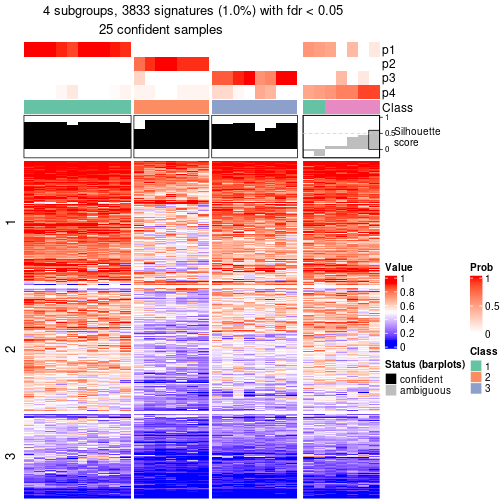 4 subgroups, 3833 signatures (1.0%) with fdr < 0.05
25 confident samples
p1
p2
p3
p4
Class
1
0.5
0
Silhouette
score
1
2
3
Value
1
0.8
0.6
0.4
0.2
0
Prob
1
0.5
0
Status (barplots)
confident
ambiguous
Class
1
2
3